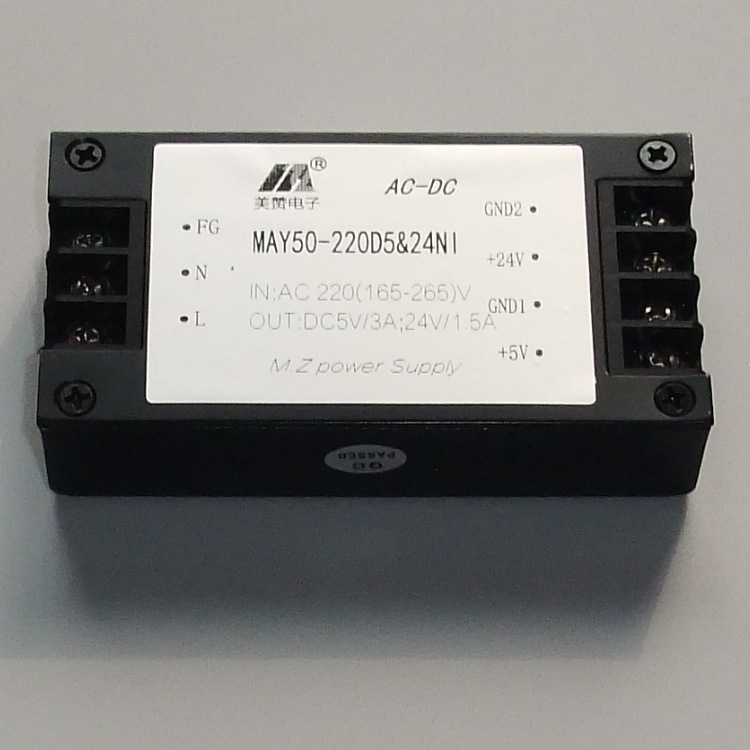 ®
美赞电子
AC-DC
MAY50-220D5&24NI
IN:AC 220(165-265)V
OUT:DC5V/3A;24V/1.5A
M Z power Supply
FG
N
L
GND2
+24V
GND1
+5V
QC
PASSED